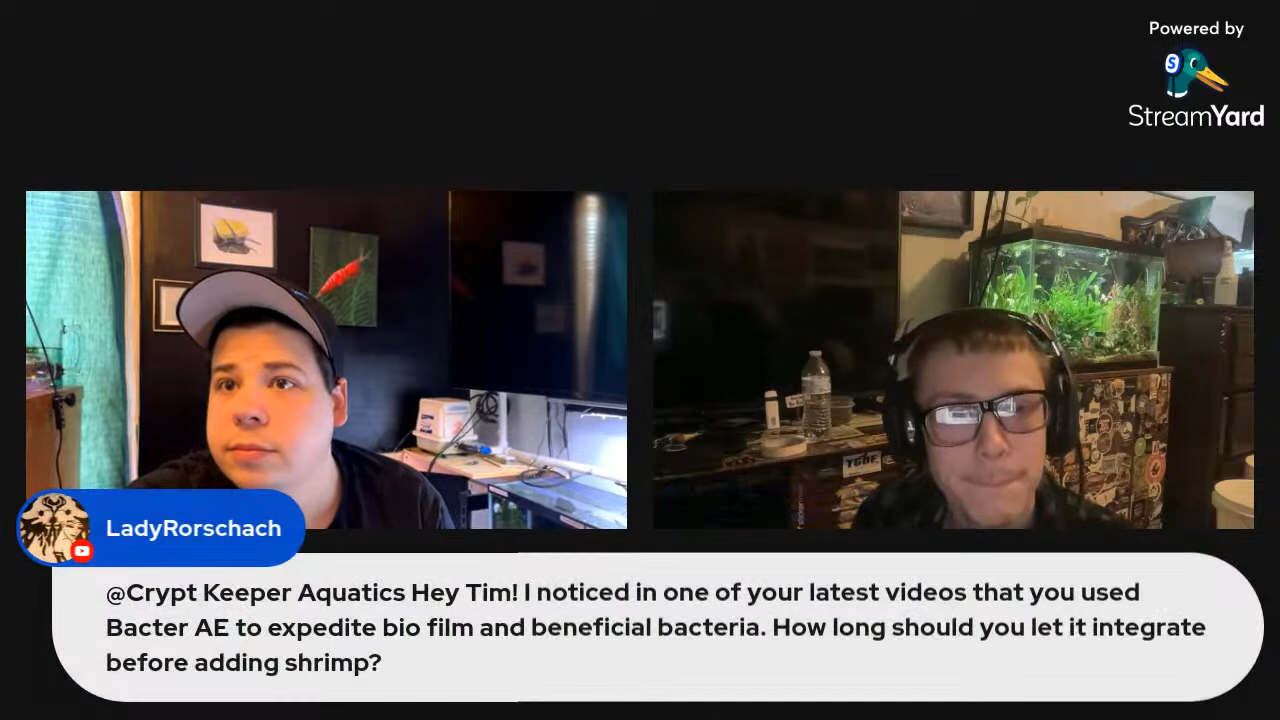 Powered by
StreamYard
TGDF
LadyRorschach
@Crypt Keeper Aquatics Hey Tim! I noticed in one of your latest videos that you used
Bacter AE to expedite bio film and beneficial bacteria. How long should you let it integrate
before adding shrimp?